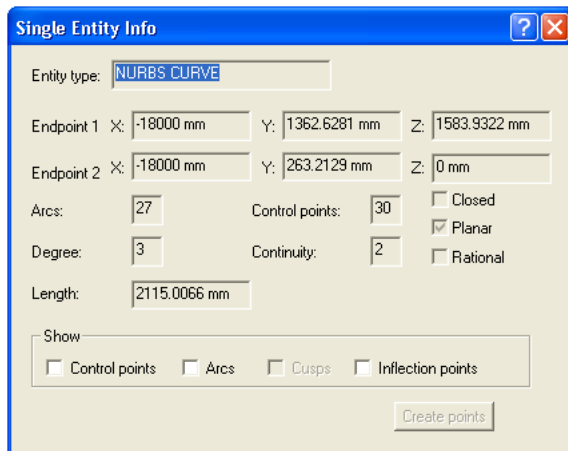 Single Entity Info
Entity type: NURBS CURVE
Endpoint 1 X: -18000 mm Y: 1362.6281 mm Z: 1583.9322 mm
Endpoint 2 X: -18000 mm Y: 263.2129 mm Z: 0 mm
Arcs: 27 Control points: 30 Closed
Planar
Degree: 3 Continuity: 2 Rational
Length: 2115.0066 mm
Show
Control points Arcs Cusps Inflection points
Create points